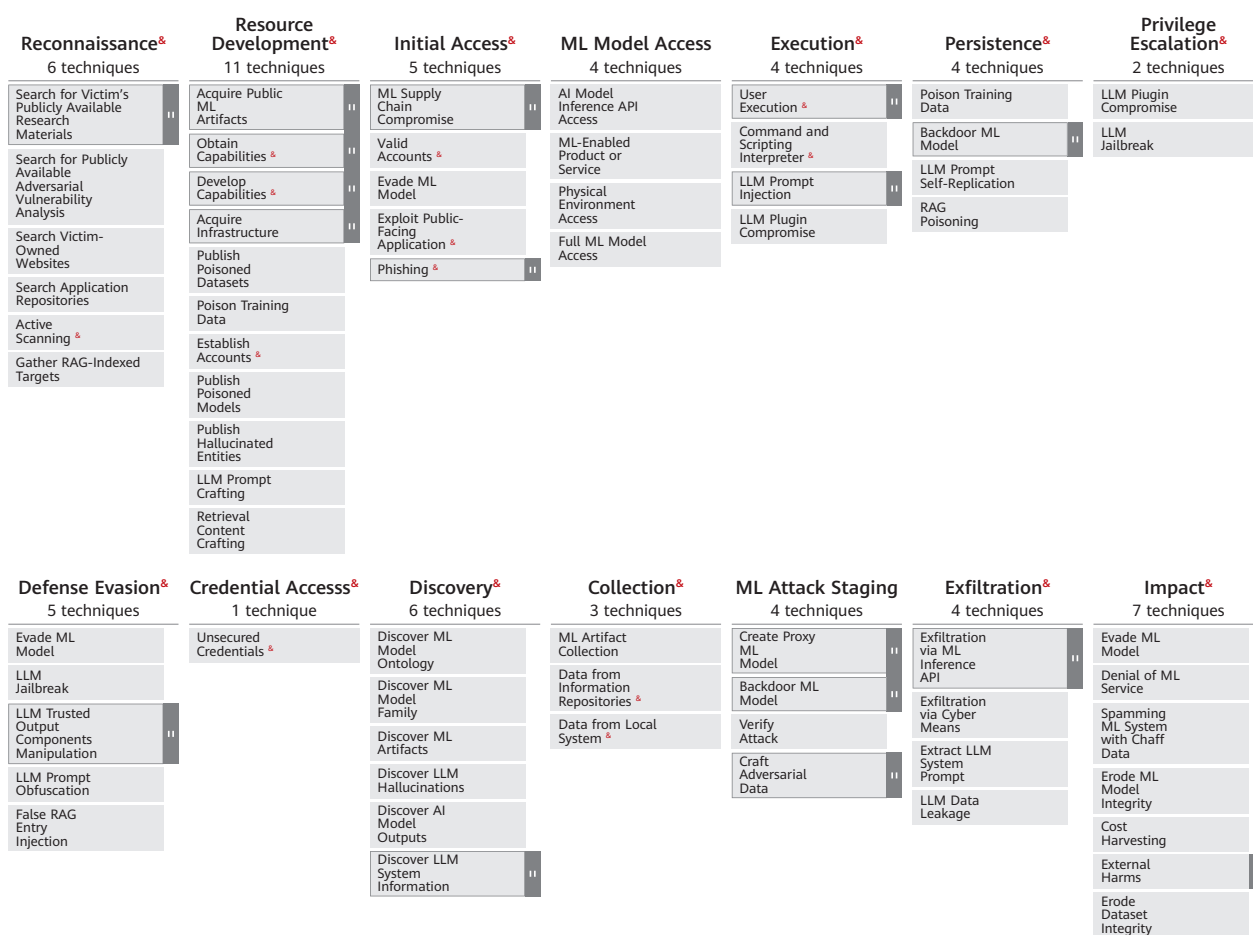 Reconnaissance&
6 techniques
Search for Victim's
Publicly Available
Research
Materials
Search for Publicly
Available
Adversarial
Vulnerability
Analysis
Search Victim-
Owned
Websites
Search Application
Repositories
Active
Scanning &
Gather RAG-Indexed
Targets
Resource
Development&
11 techniques
Acquire Public
ML
Artifacts
Obtain
Capabilities &
Develop
Capabilities &
Acquire
Infrastructure
Publish
Poisoned
Datasets
Poison Training
Data
Establish
Accounts &
Publish
Poisoned
Models
Publish
Hallucinated
Entities
LLM Prompt
Crafting
Retrieval
Content
Crafting
Initial Access&
5 techniques
ML Supply
Chain
Compromise
Valid
Accounts &
Evade ML
Model
Exploit Public-
Facing
Application &
Phishing &
ML Model Access
4 techniques
AI Model
Inference API
Access
ML-Enabled
Product or
Service
Physical
Environment
Access
Full ML Model
Access
Execution&
4 techniques
User
Execution &
Command and
Scripting
Interpreter &
LLM Prompt
Injection
LLM Plugin
Compromise
Persistence&
4 techniques
Poison Training
Data
Backdoor ML
Model
LLM Prompt
Self-Replication
RAG
Poisoning
Privilege
Escalation&
2 techniques
LLM Plugin
Compromise
LLM
Jailbreak
Defense Evasion&
5 techniques
Evade ML
Model
LLM
Jailbreak
LLM Trusted
Output
Components
Manipulation
LLM Prompt
Obfuscation
False RAG
Entry
Injection
Credential Accesss&
1 technique
Unsecured
Credentials &
Discovery&
6 techniques
Discover ML
Model
Ontology
Discover ML
Model
Family
Discover ML
Artifacts
Discover LLM
Hallucinations
Discover AI
Model
Outputs
Discover LLM
System
Information
Collection&
3 techniques
ML Artifact
Collection
Data from
Information
Repositories &
Data from Local
System &
ML Attack Staging
4 techniques
Create Proxy
ML
Model
Backdoor ML
Model
Verify
Attack
Craft
Adversarial
Data
Exfiltration&
4 techniques
Exfiltration
via ML
Inference
API
Exfiltration
via Cyber
Means
Extract LLM
System
Prompt
LLM Data
Leakage
Impact&
7 techniques
Evade ML
Model
Denial of ML
Service
Spamming
ML System
with Chaff
Data
Erode ML
Model
Integrity
Cost
Harvesting
External
Harms
Erode
Dataset
Integrity